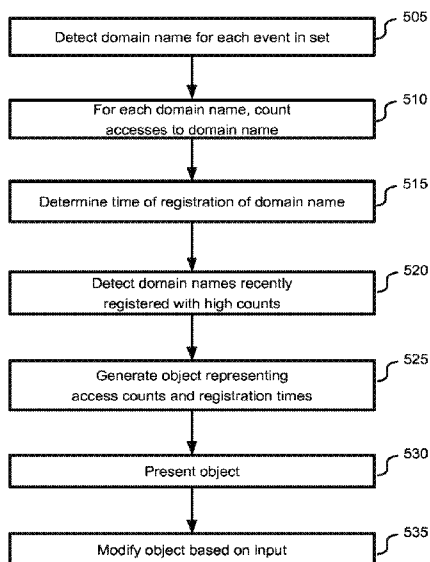 505
Detect domain name for each event in set
510
For each domain name, count
accesses to domain name
515
Determine time of registration of domain name
520
Detect domain names recently
registered with high counts
525
Generate object representing
access counts and registration times
530
Present object
535
Modify object based on input